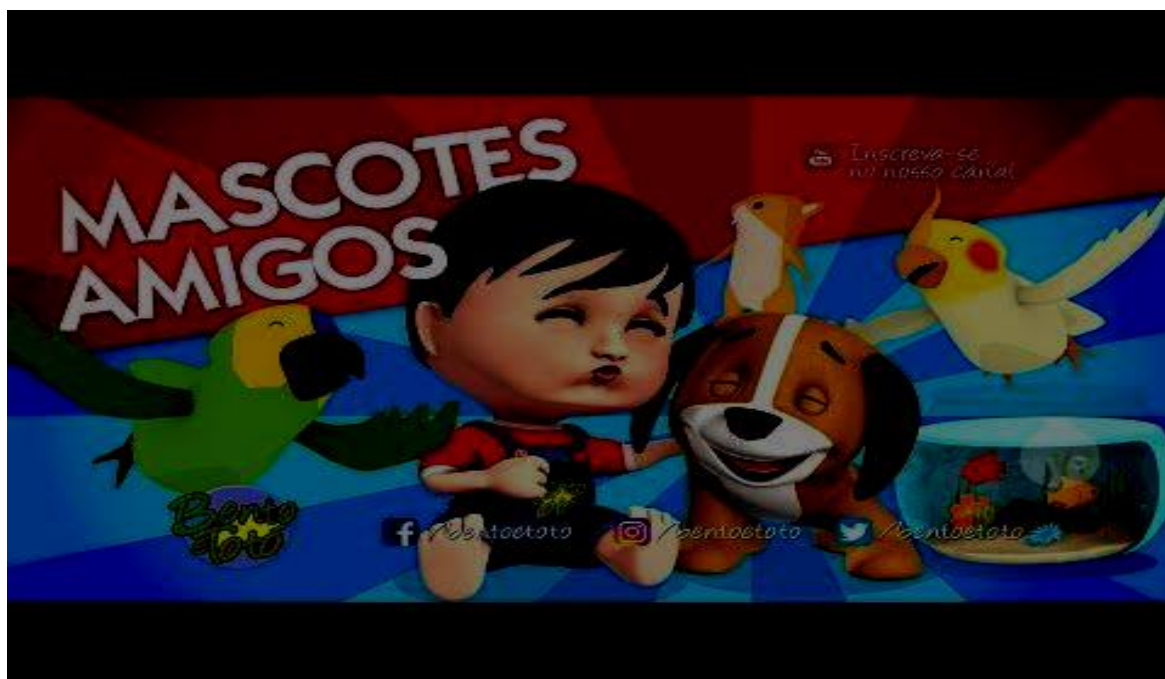 MASCOTES
AMIGOS
Inscreva-se
no nosso canal
Bento
e Totó
/bentoetoto
/bentoetoto
/bentoetoto